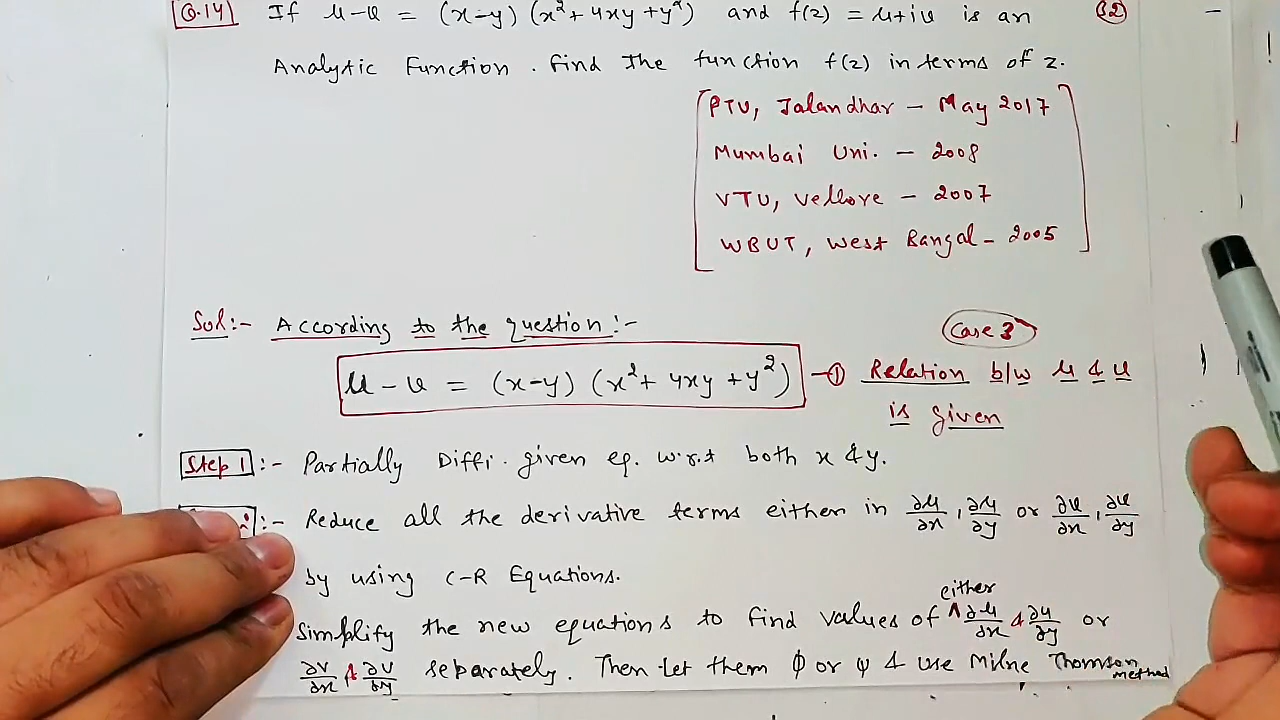 Q.14 If u-v = (x-y) (x²+4xy+y²) and f(z) = u+iv is an (32)
Analytic Function. Find the function f(z) in terms of z.
[PTU, Jalandhar - May 2017
Mumbai Uni. - 2008
VTU, Vellore - 2007
WBUT, West Bangal - 2005]
Sol:- According to the question:-
Case 3
u - v = (x-y) (x²+ 4xy +y²) -① Relation b/w u & v
is given
Step 1 :- Partially Diffi. given eq. w.r.t both x & y.
:- Reduce all the derivative terms either in ∂u/∂x, ∂u/∂y or ∂v/∂x, ∂v/∂y
by using C-R Equations.
Simplify the new equations to find values of either ∂u/∂x & ∂u/∂y or
∂v/∂x & ∂v/∂y separately. Then Let them φ or ψ & use Milne Thomson method